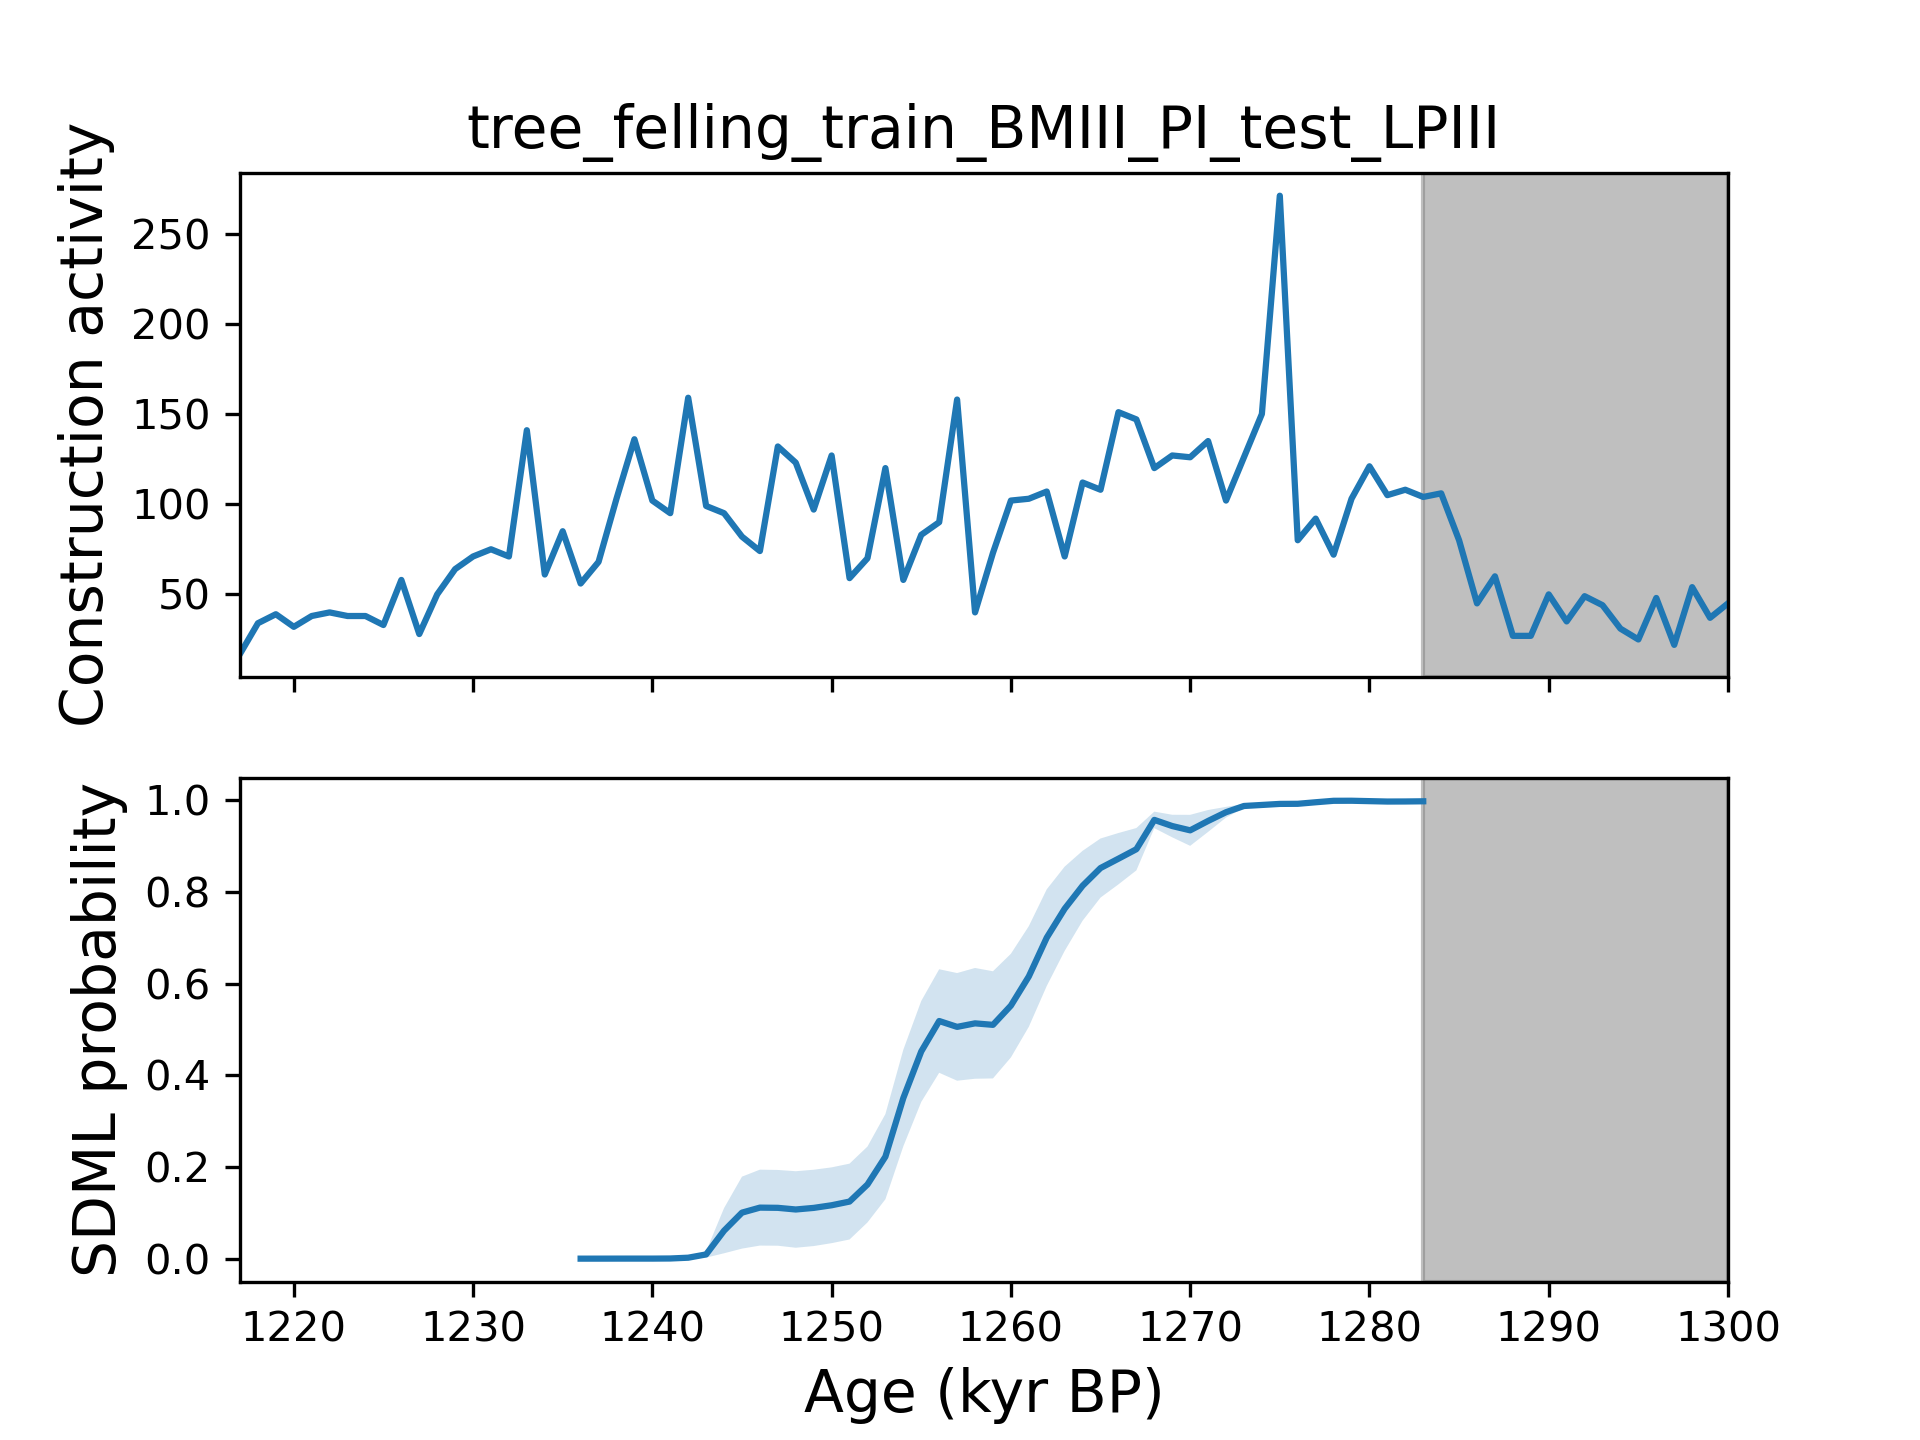 tree_felling_train_BMIII_PI_test_LPIII
Construction activity
250
200
150
100
50
SDML probability
1.0
0.8
0.6
0.4
0.2
0.0
1220 1230 1240 1250 1260 1270 1280 1290 1300
Age (kyr BP)